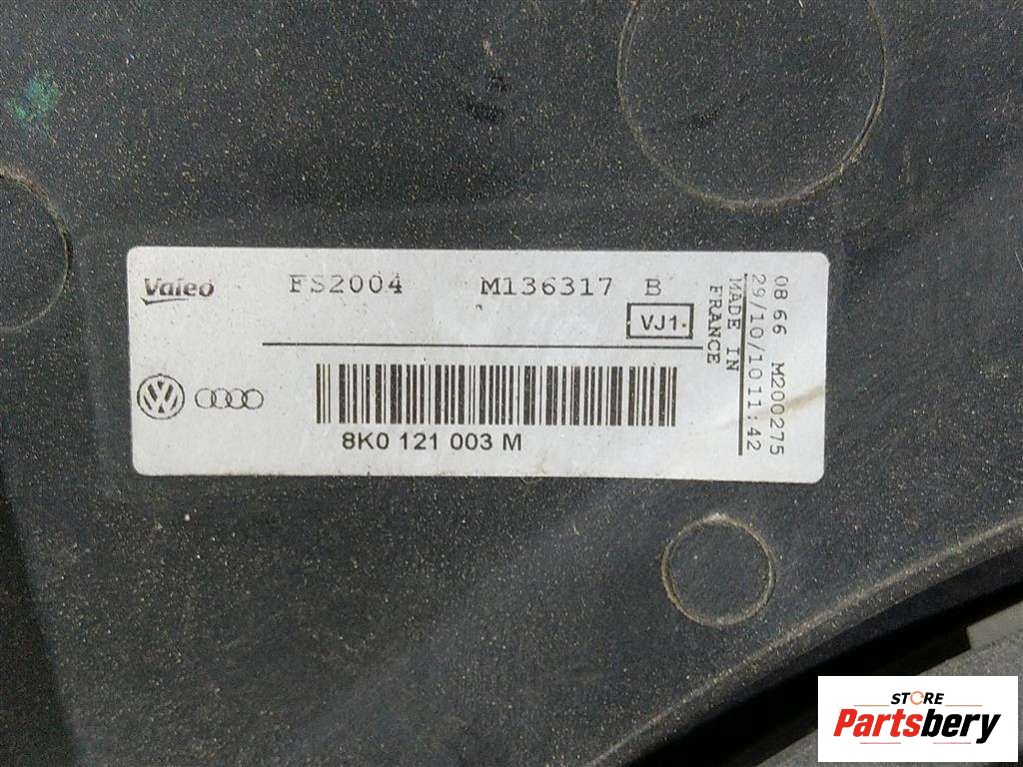 Valeo FS2004 M136317 B
VJ1
8K0 121 003 M
MADE IN
FRANCE
08 66 M200275
29/10/10 11:42
STORE
Partsbery